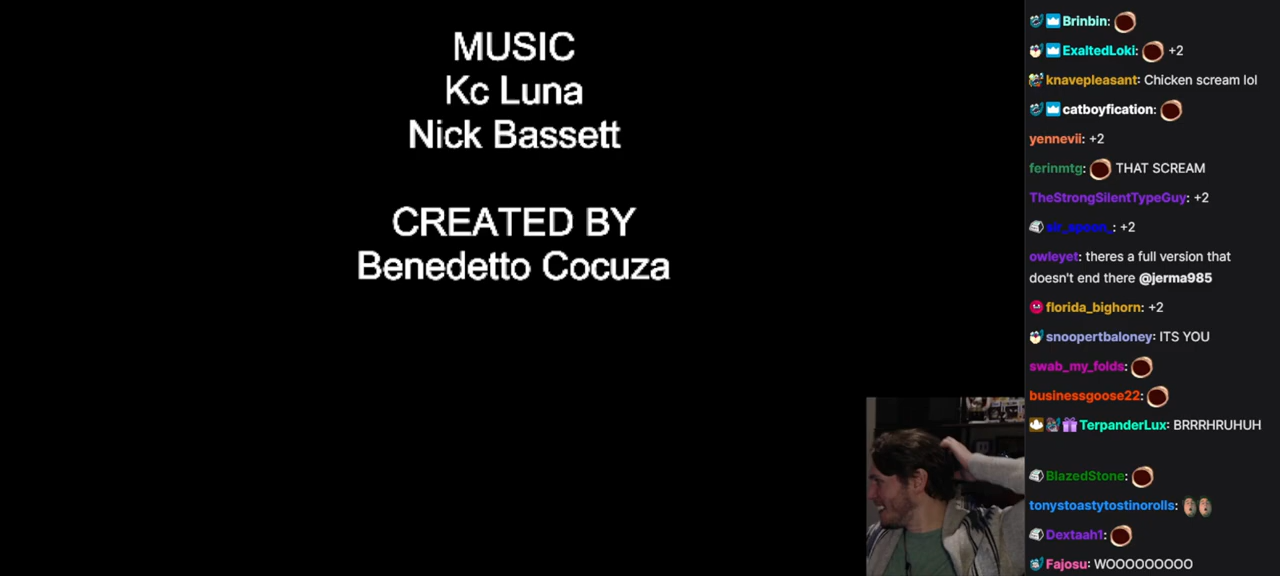 MUSIC
Kc Luna
Nick Bassett
CREATED BY
Benedetto Cocuza
Brinbin:
ExaltedLoki: +2
knavepleasant: Chicken scream lol
catboyfication:
yennevii: +2
ferinmtg: THAT SCREAM
TheStrongSilentTypeGuy: +2
sir_spoon_: +2
owleyet: theres a full version that
doesn't end there @jerma985
florida_bighorn: +2
snoopertbaloney: ITS YOU
swab_my_folds:
businessgoose22:
TerpanderLux: BRRRHRUHUH
BlazedStone:
tonystoastytostinorolls:
Dextaah1:
Fajosu: WOOOOOOOOO